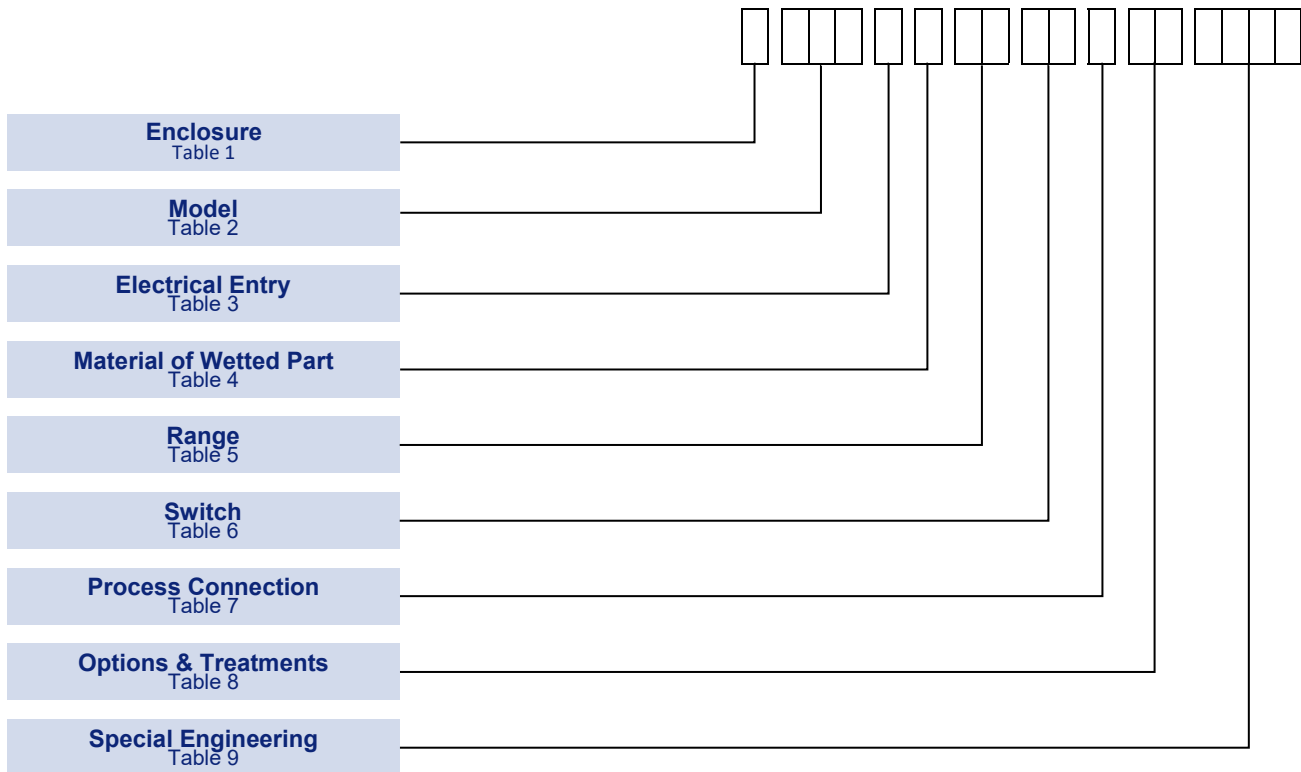 Enclosure
Table 1
Model
Table 2
Electrical Entry
Table 3
Material of Wetted Part
Table 4
Range
Table 5
Switch
Table 6
Process Connection
Table 7
Options & Treatments
Table 8
Special Engineering
Table 9